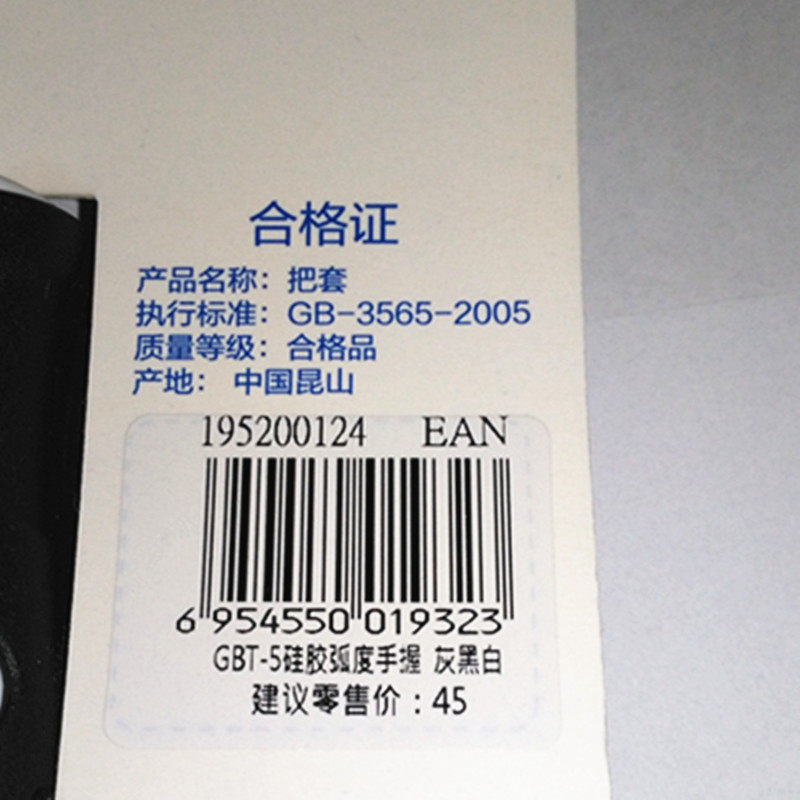 合格证
产品名称：把套
执行标准：GB-3565-2005
质量等级：合格品
产地：中国昆山
195200124 EAN
6 954550 019323
GBT-5硅胶弧度手握 灰黑白
建议零售价：45